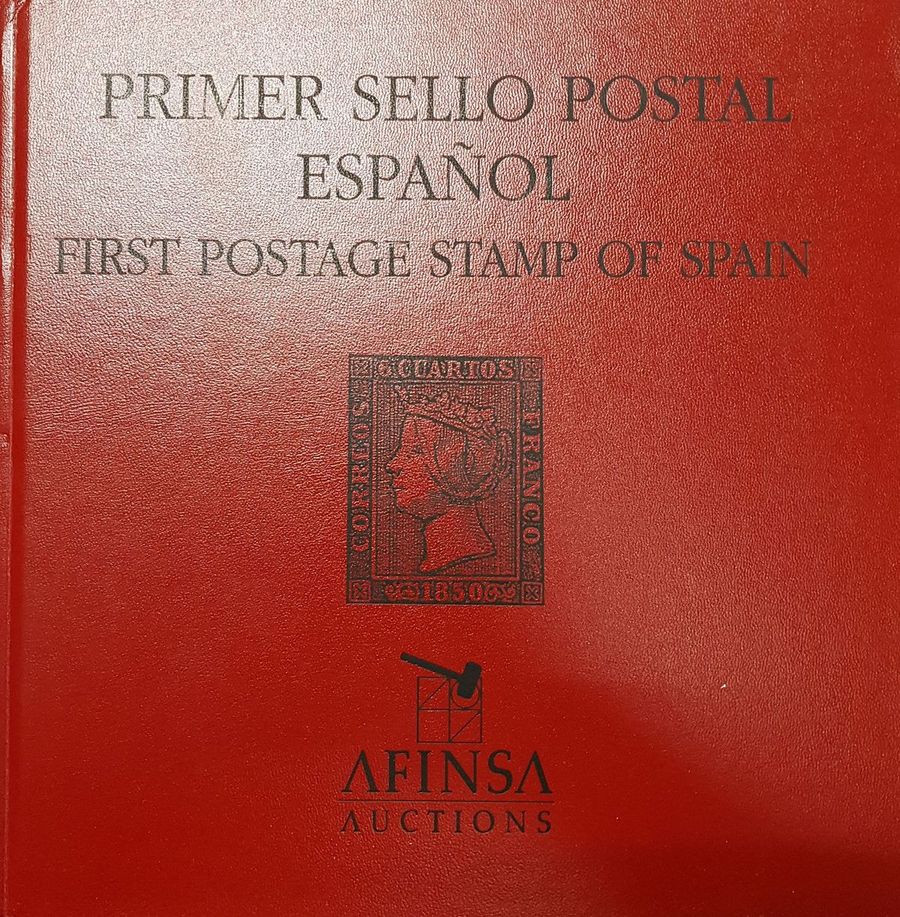 PRIMER SELLO POSTAL
ESPAÑOL
FIRST POSTAGE STAMP OF SPAIN
6 CUARTOS
CORREOS
FRANCO
1850
AFINSA
AUCTIONS